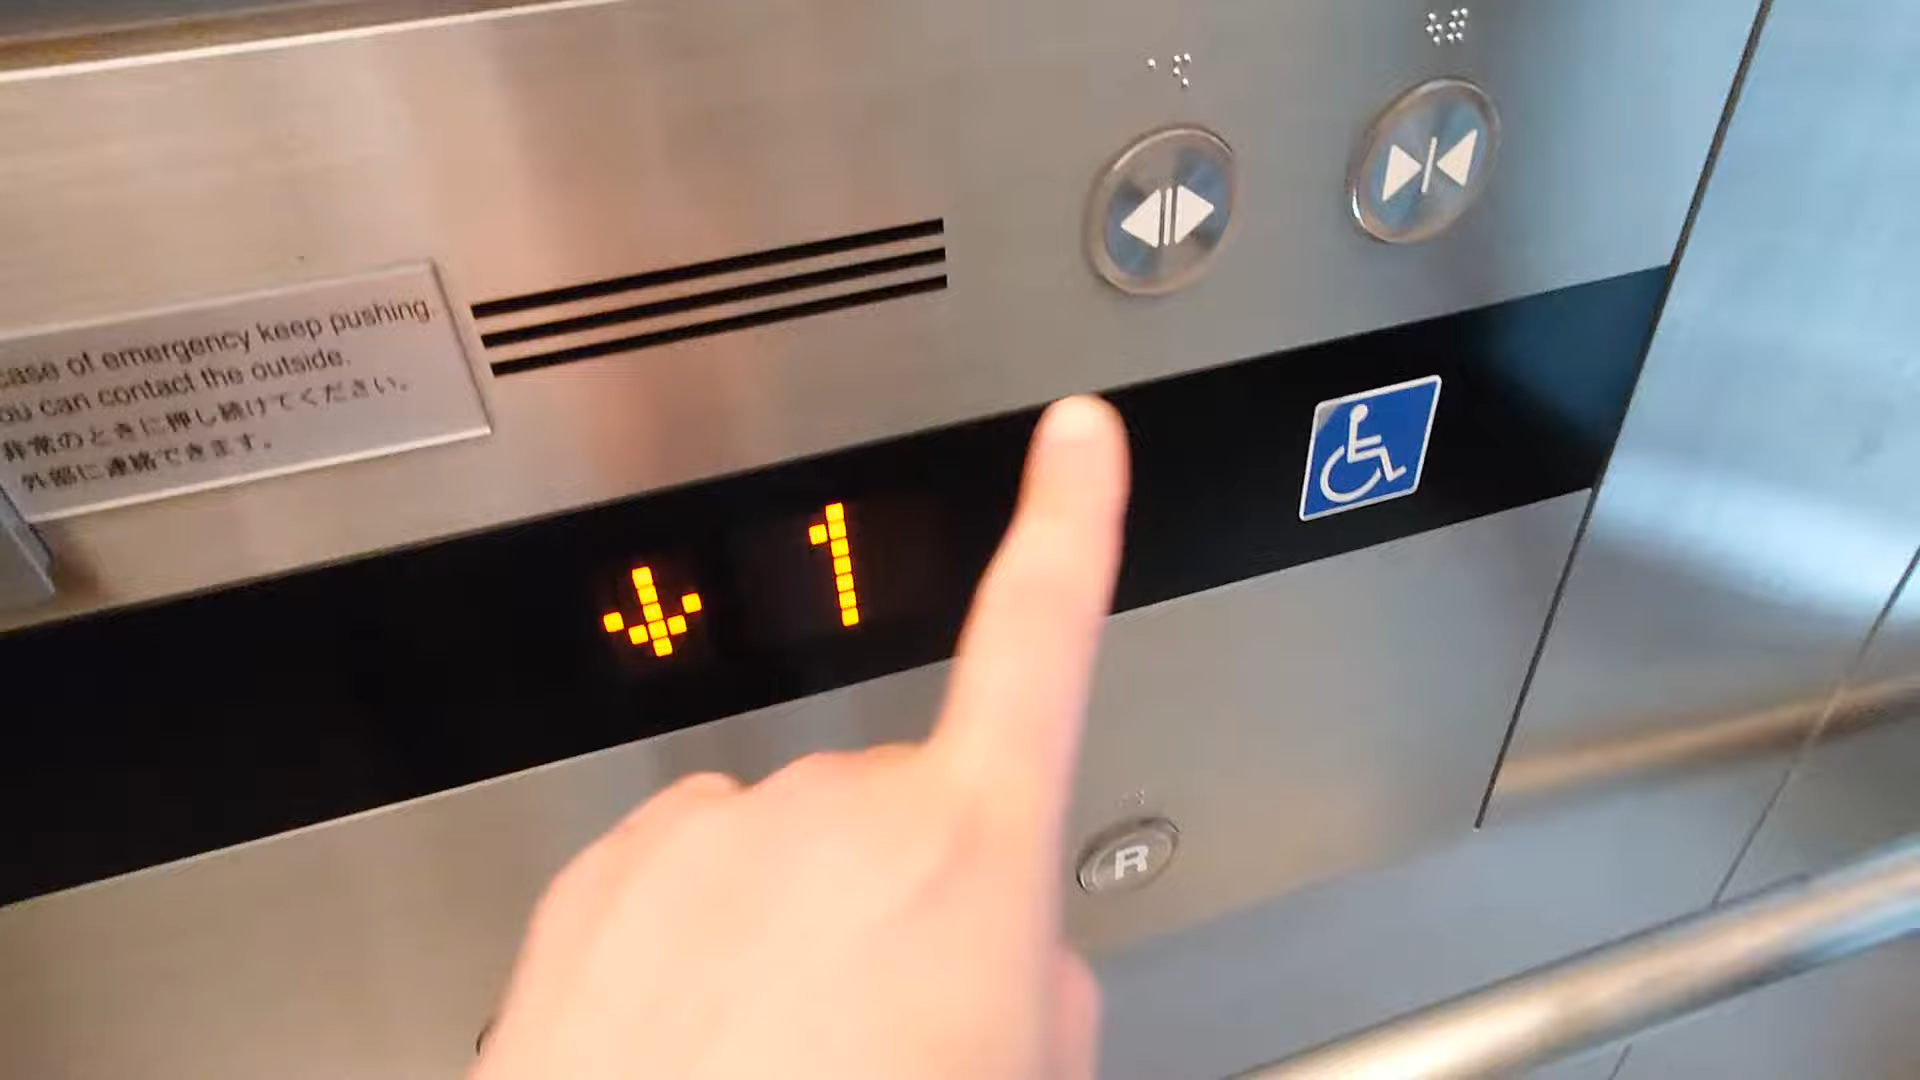 case of emergency keep pushing.
ou can contact the outside.
非常のときに押し続けてください。
外部に連絡できます。
1
R